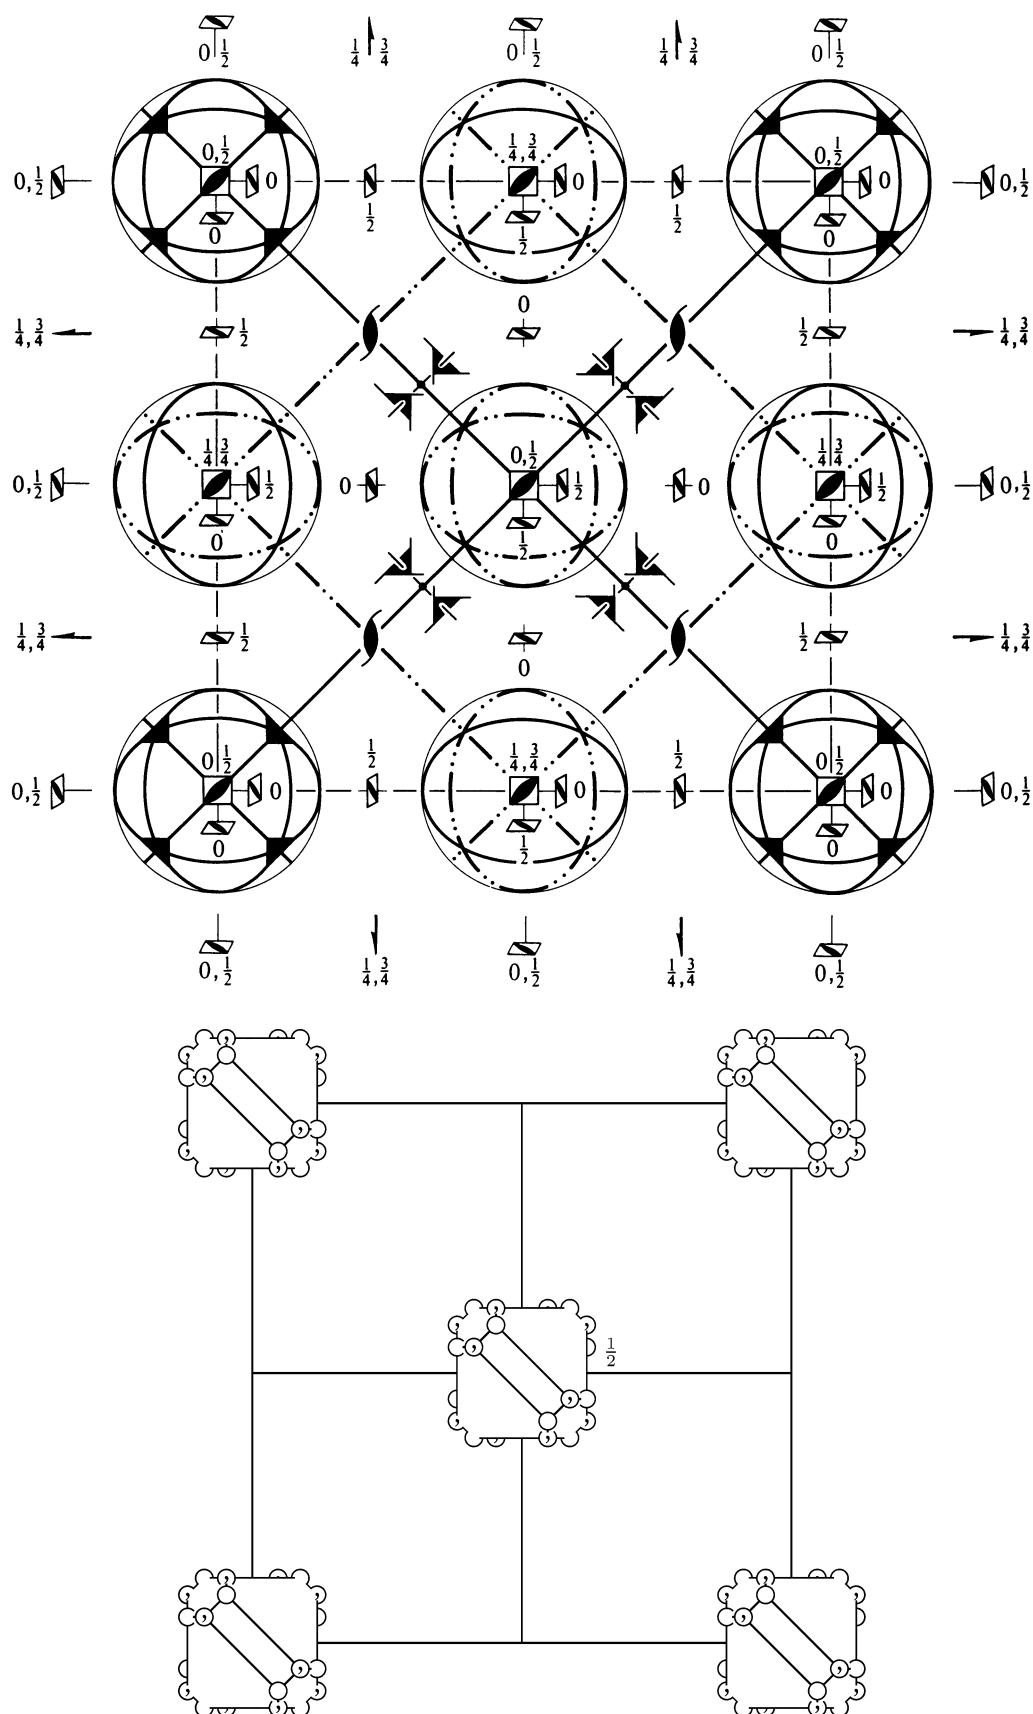 0 1/2 1/4 3/4 0 1/2 1/4 3/4 0 1/2
0,1/2 1/4,3/4 0,1/2
0,1/2 0 1/2 0 1/2 0 0,1/2
0 1/2 0
0
1/4,3/4 1/2 1/2 1/4,3/4
1/4 3/4 0,1/2 1/4 3/4
0,1/2 1/2 0 1/2 0 1/2 0,1/2
0 1/2 0
1/4,3/4 1/2 1/2 1/4,3/4
0
0 1/2 1/2 1/4,3/4 1/2 0 1/2
0,1/2 0 0 0 0,1/2
0 1/2 0
0,1/2 1/4,3/4 0,1/2 1/4,3/4 0,1/2
1/2